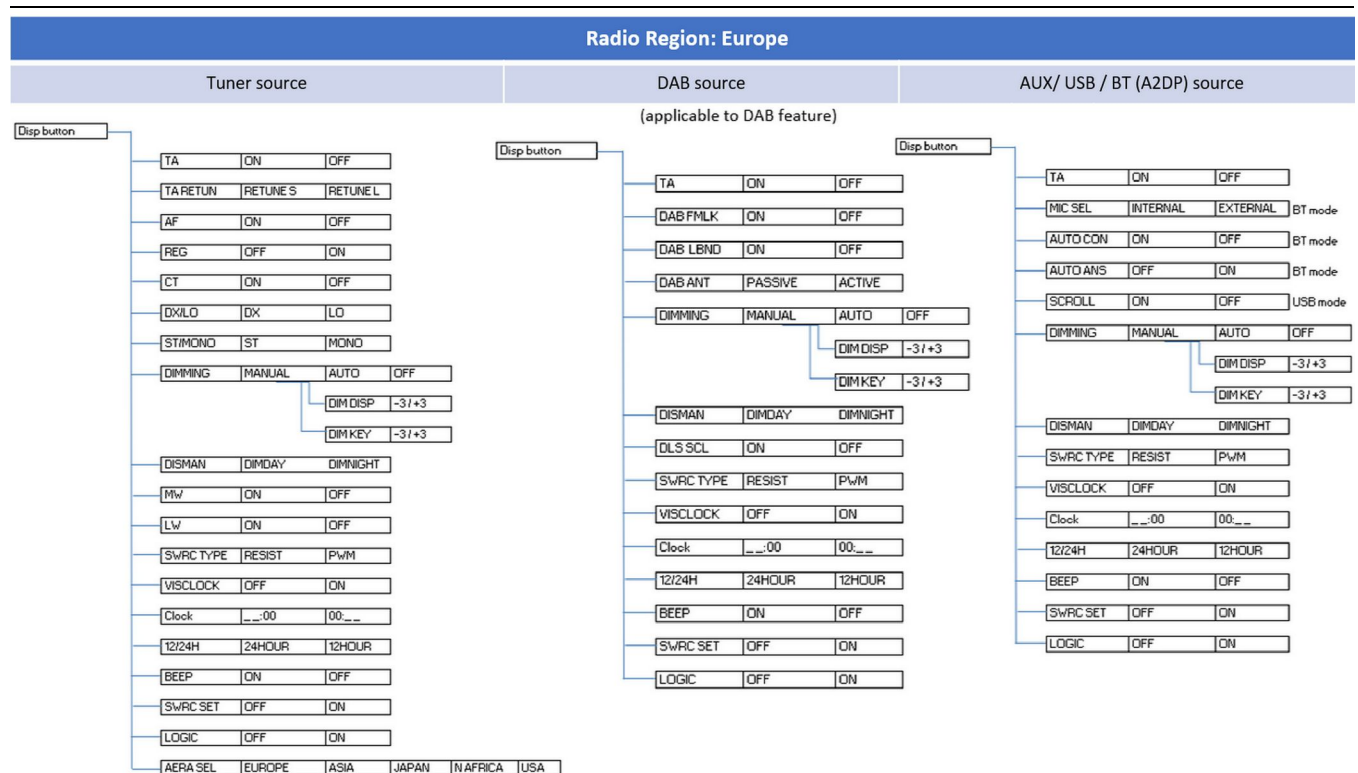 Radio Region: Europe
Tuner source
DAB source
AUX/ USB / BT (A2DP) source
(applicable to DAB feature)
Disp button
TA ON OFF
TA RETUN RETUNE S RETUNE L
AF ON OFF
REG OFF ON
CT ON OFF
DX/LO DX LO
ST/MONO ST MONO
DIMMING MANUAL AUTO OFF
DIM DISP -3 / +3
DIM KEY -3 / +3
DISMAN DIMDAY DIMNIGHT
MW ON OFF
LW ON OFF
SWRC TYPE RESIST PWM
VISCLOCK OFF ON
Clock _ _:00 00:_ _
12/24H 24HOUR 12HOUR
BEEP ON OFF
SWRC SET OFF ON
LOGIC OFF ON
AERA SEL EUROPE ASIA JAPAN N AFRICA USA
Disp button
TA ON OFF
DAB FMLK ON OFF
DAB LBND ON OFF
DAB ANT PASSIVE ACTIVE
DIMMING MANUAL AUTO OFF
DIM DISP -3 / +3
DIM KEY -3 / +3
DISMAN DIMDAY DIMNIGHT
DLS SCL ON OFF
SWRC TYPE RESIST PWM
VISCLOCK OFF ON
Clock _ _:00 00:_ _
12/24H 24HOUR 12HOUR
BEEP ON OFF
SWRC SET OFF ON
LOGIC OFF ON
Disp button
TA ON OFF
MIC SEL INTERNAL EXTERNAL BT mode
AUTO CON ON OFF BT mode
AUTO ANS OFF ON BT mode
SCROLL ON OFF USB mode
DIMMING MANUAL AUTO OFF
DIM DISP -3 / +3
DIM KEY -3 / +3
DISMAN DIMDAY DIMNIGHT
SWRC TYPE RESIST PWM
VISCLOCK OFF ON
Clock _ _:00 00:_ _
12/24H 24HOUR 12HOUR
BEEP ON OFF
SWRC SET OFF ON
LOGIC OFF ON